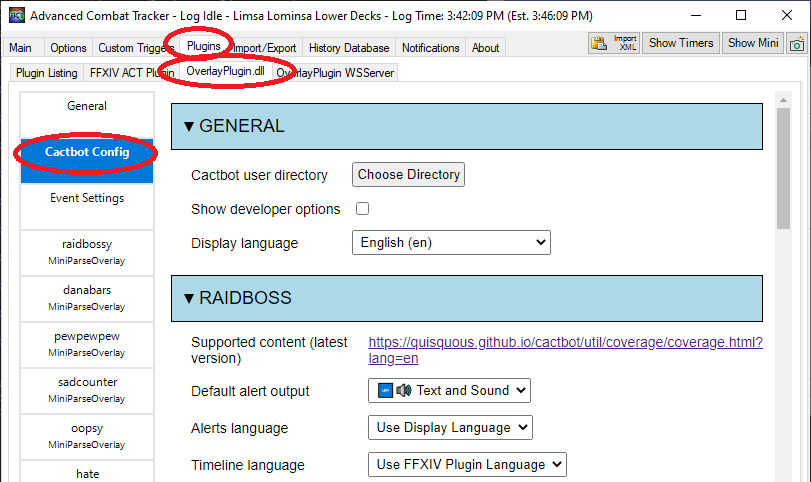 Advanced Combat Tracker - Log Idle - Limsa Lominsa Lower Decks - Log Time: 3:42:09 PM (Est. 3:46:09 PM)
Main Options Custom Triggers Plugins Import/Export History Database Notifications About Import XML Show Timers Show Mini
Plugin Listing FFXIV ACT Plugin OverlayPlugin.dll OverlayPlugin WSServer
General
Cactbot Config
Event Settings
raidbossy
MiniParseOverlay
danabars
MiniParseOverlay
pewpewpew
MiniParseOverlay
sadcounter
MiniParseOverlay
oopsy
MiniParseOverlay
hate
▼ GENERAL
Cactbot user directory Choose Directory
Show developer options
Display language English (en)
▼ RAIDBOSS
Supported content (latest version) https://quisquous.github.io/cactbot/util/coverage/coverage.html?lang=en
Default alert output Text and Sound
Alerts language Use Display Language
Timeline language Use FFXIV Plugin Language